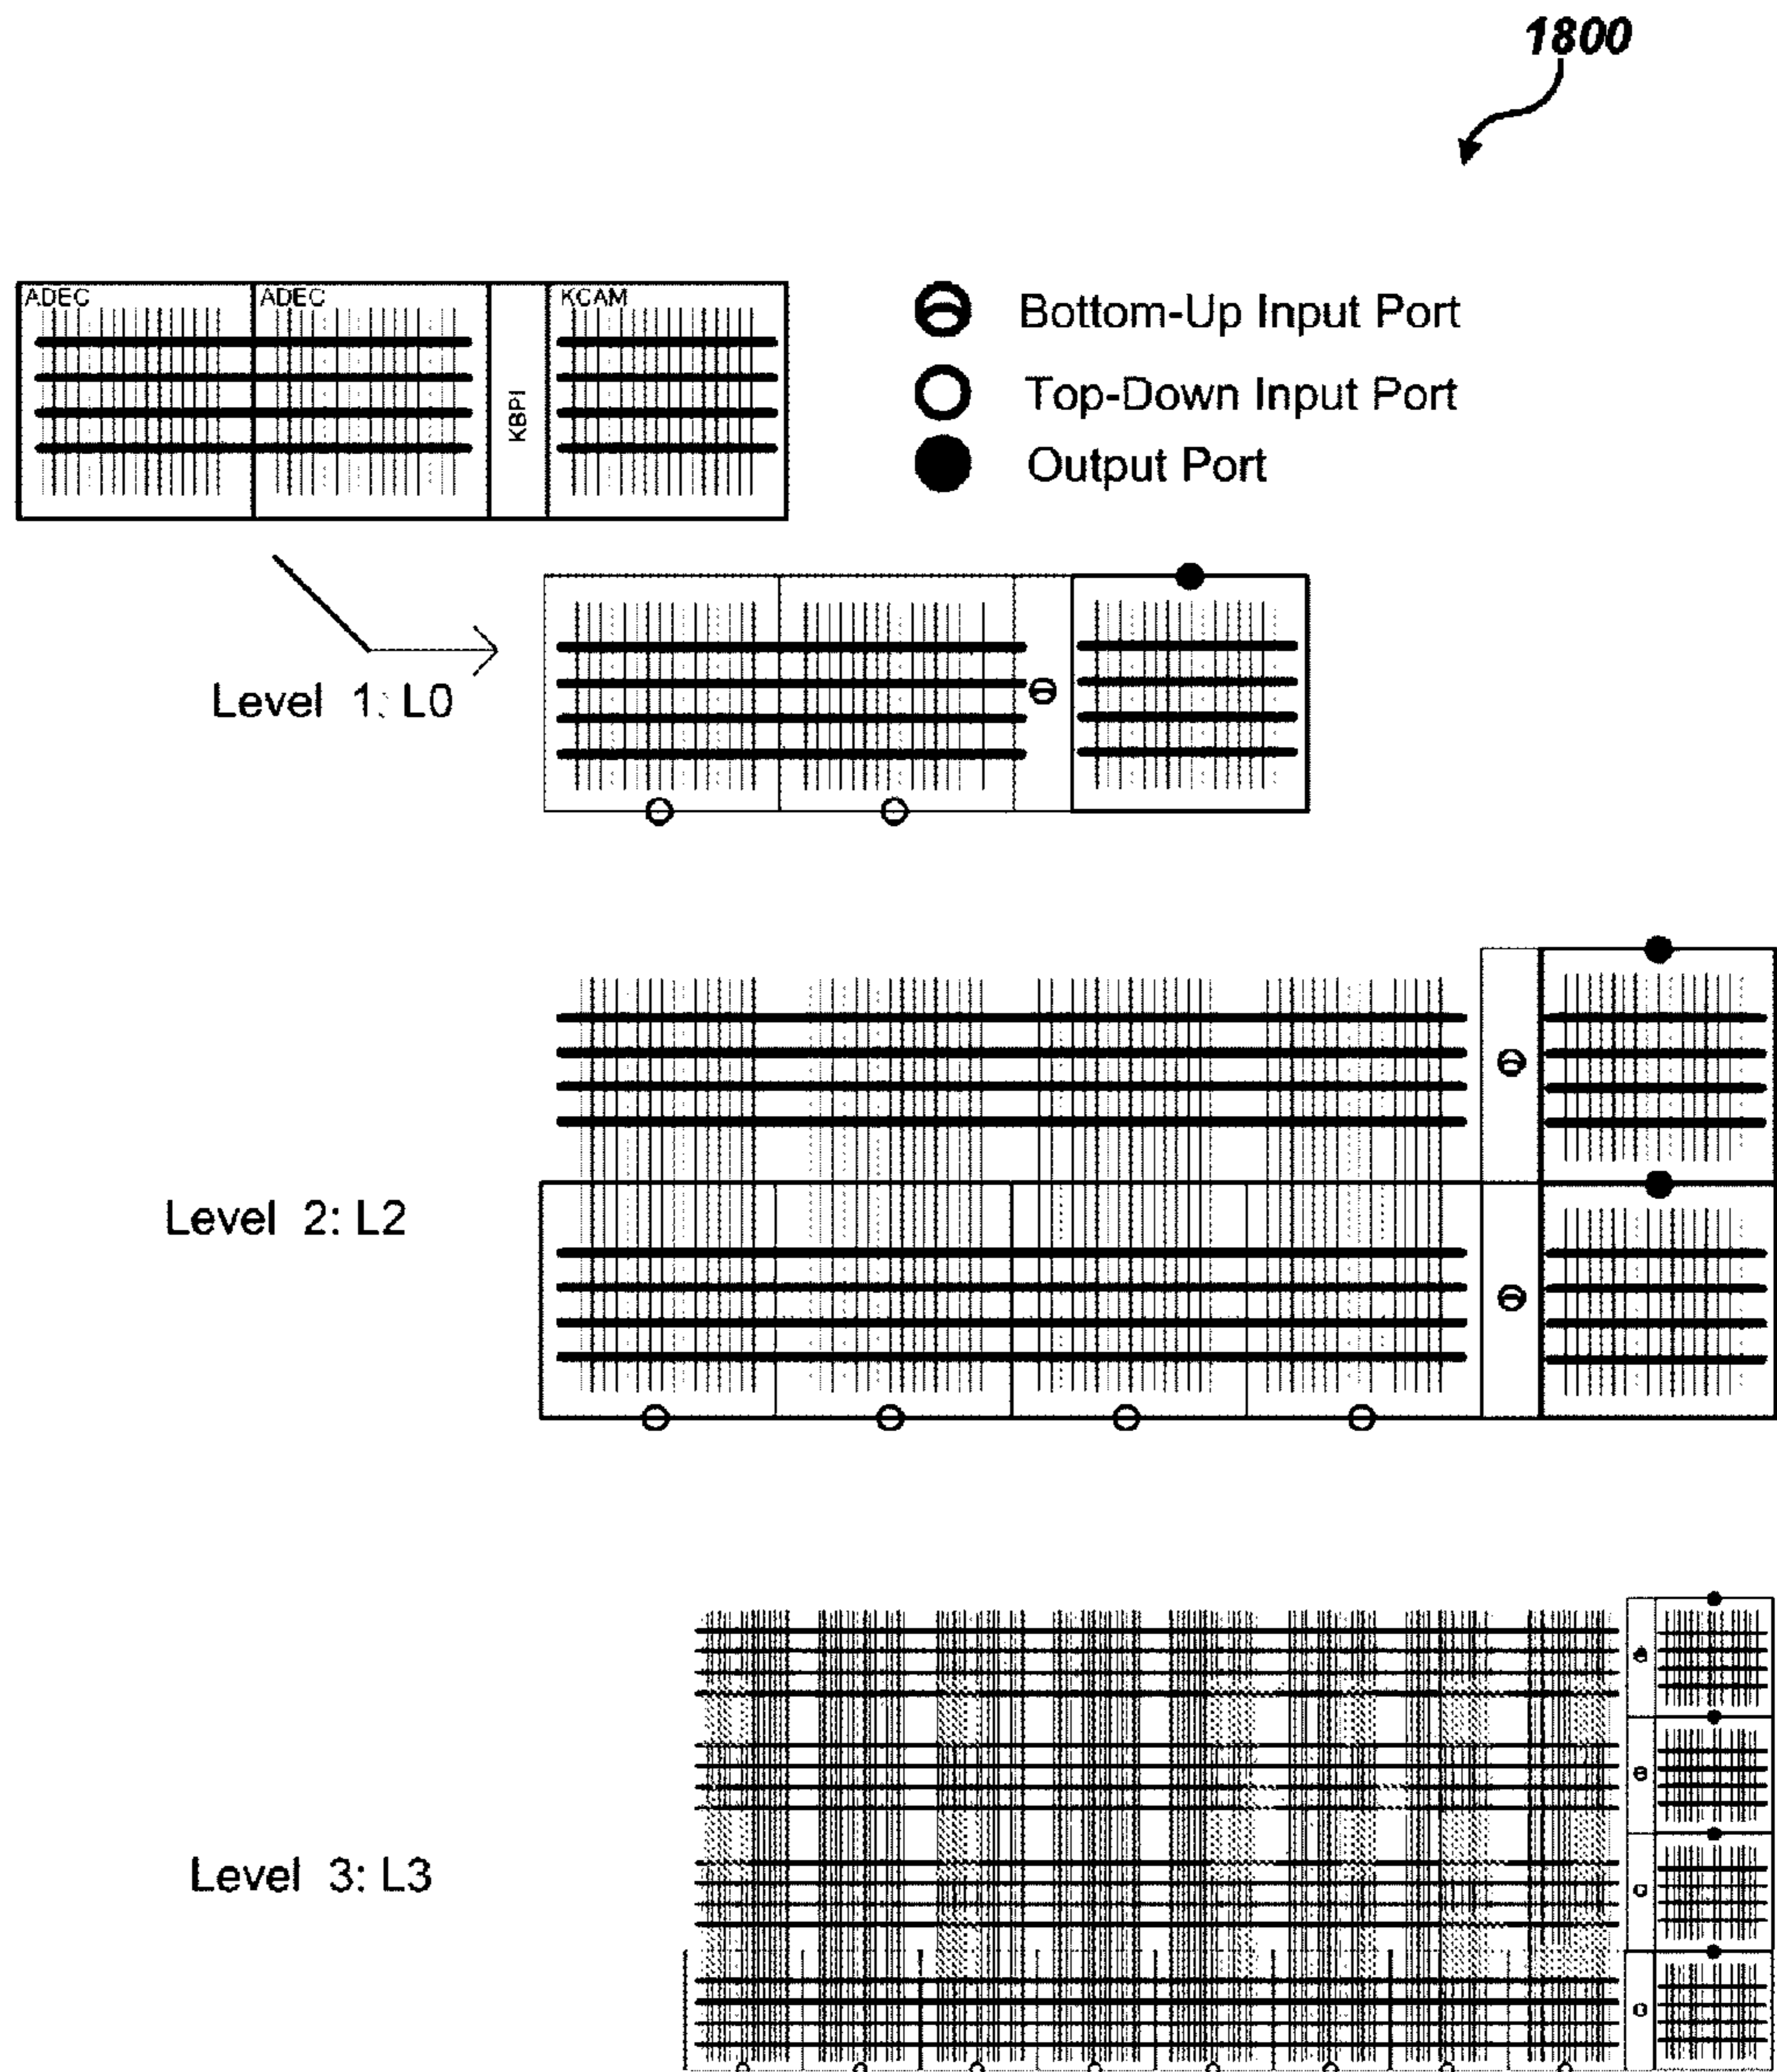 1800
ADEC ADEC KBPI KCAM
Bottom-Up Input Port
Top-Down Input Port
Output Port
Level 1: L0
Level 2: L2
Level 3: L3